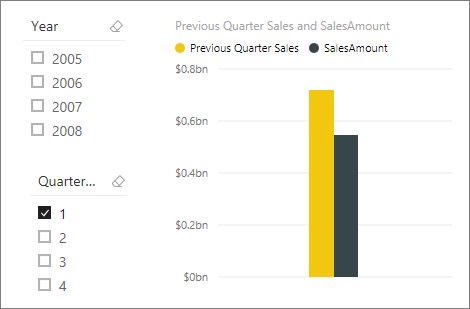 Year
2005
2006
2007
2008
Quarter...
1
2
3
4
Previous Quarter Sales and SalesAmount
Previous Quarter Sales SalesAmount
$0.8bn
$0.6bn
$0.4bn
$0.2bn
$0bn